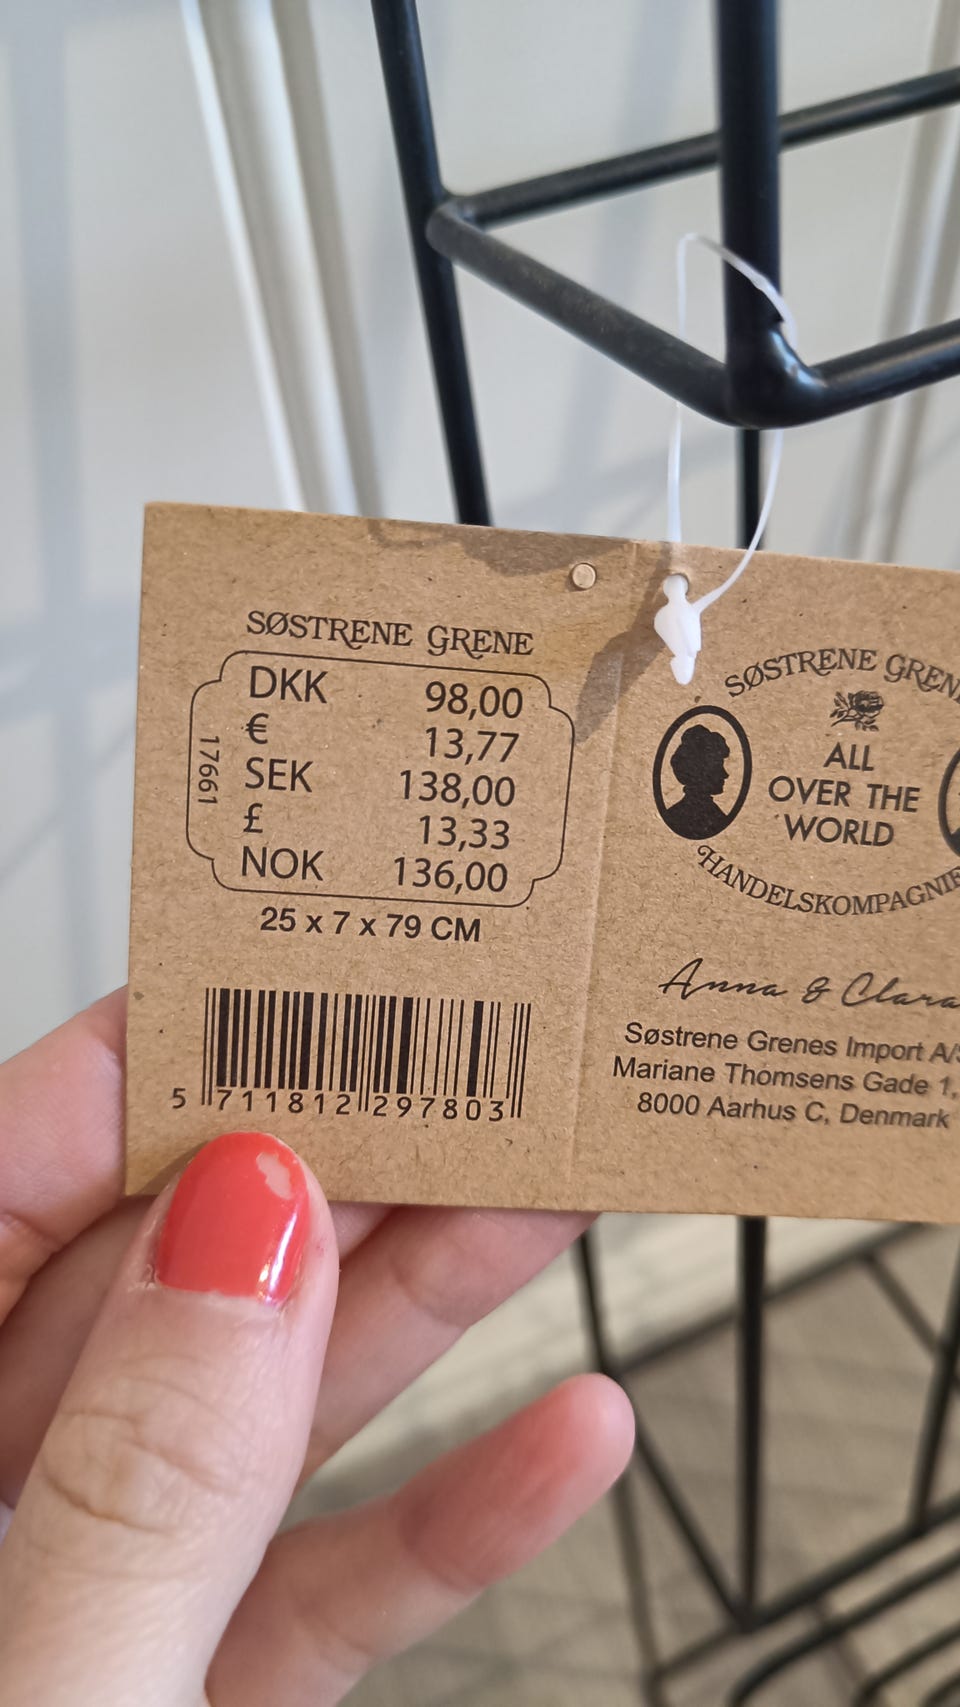 SØSTRENE GRENE
DKK 98,00
€ 13,77
SEK 138,00
£ 13,33
NOK 136,00
17661
25 x 7 x 79 CM
5 711812 297803
SØSTRENE GREN
ALL
OVER THE
WORLD
HANDELSKOMPAGNIE
Anna & Clara
Søstrene Grenes Import A/S
Mariane Thomsens Gade 1,
8000 Aarhus C, Denmark